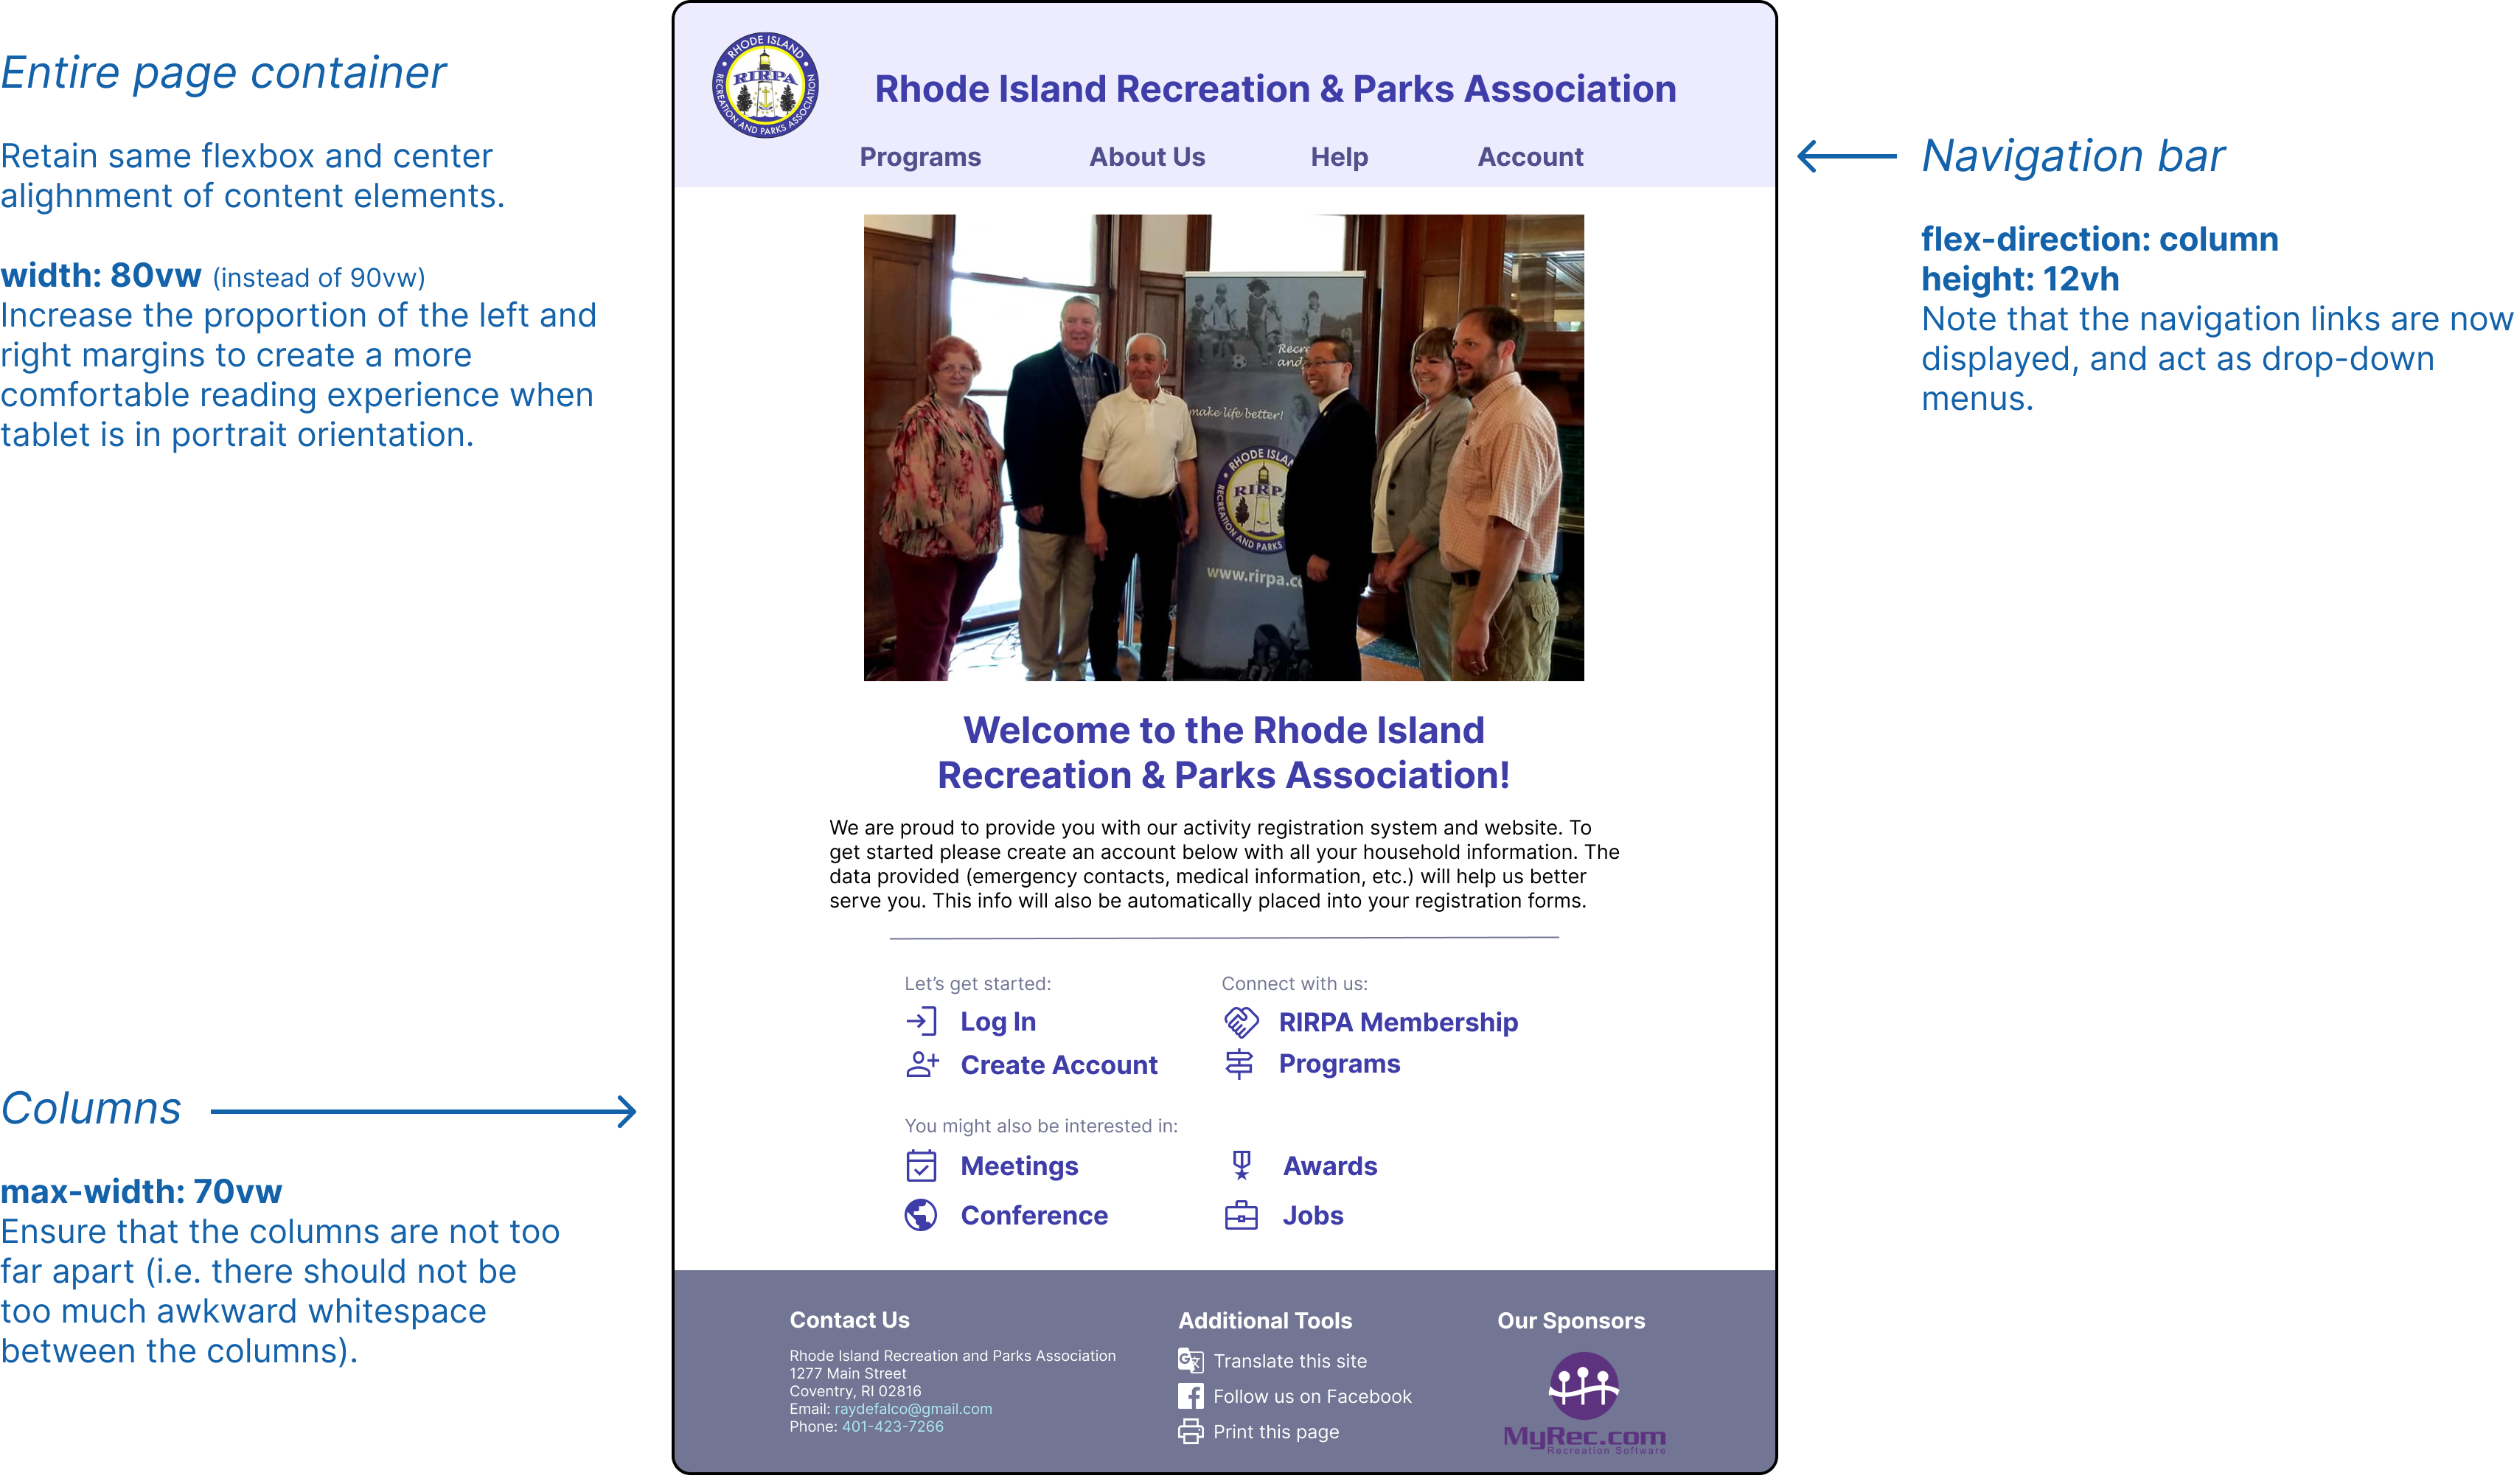 Entire page container
Retain same flexbox and center
alighnment of content elements.
width: 80vw (instead of 90vw)
Increase the proportion of the left and
right margins to create a more
comfortable reading experience when
tablet is in portrait orientation.
Columns
max-width: 70vw
Ensure that the columns are not too
far apart (i.e. there should not be
too much awkward whitespace
between the columns).
RHODE ISLAND
RIRPA
RECREATION AND PARKS ASSOCIATION
Rhode Island Recreation & Parks Association
Programs About Us Help Account
make life better!
RIRP
AND PARKS
Welcome to the Rhode Island
Recreation & Parks Association!
We are proud to provide you with our activity registration system and website. To
get started please create an account below with all your household information. The
data provided (emergency contacts, medical information, etc.) will help us better
serve you. This info will also be automatically placed into your registration forms.
Let's get started:
Log In
Create Account
Connect with us:
RIRPA Membership
Programs
You might also be interested in:
Meetings
Awards
Conference
Jobs
Contact Us
Rhode Island Recreation and Parks Association
1277 Main Street
Coventry, RI 02816
Email: raydefalco@gmail.com
Phone: 401-423-7266
Additional Tools
Translate this site
Follow us on Facebook
Print this page
Our Sponsors
MyRec.com
Recreation Software
Navigation bar
flex-direction: column
height: 12vh
Note that the navigation links are now
displayed, and act as drop-down
menus.